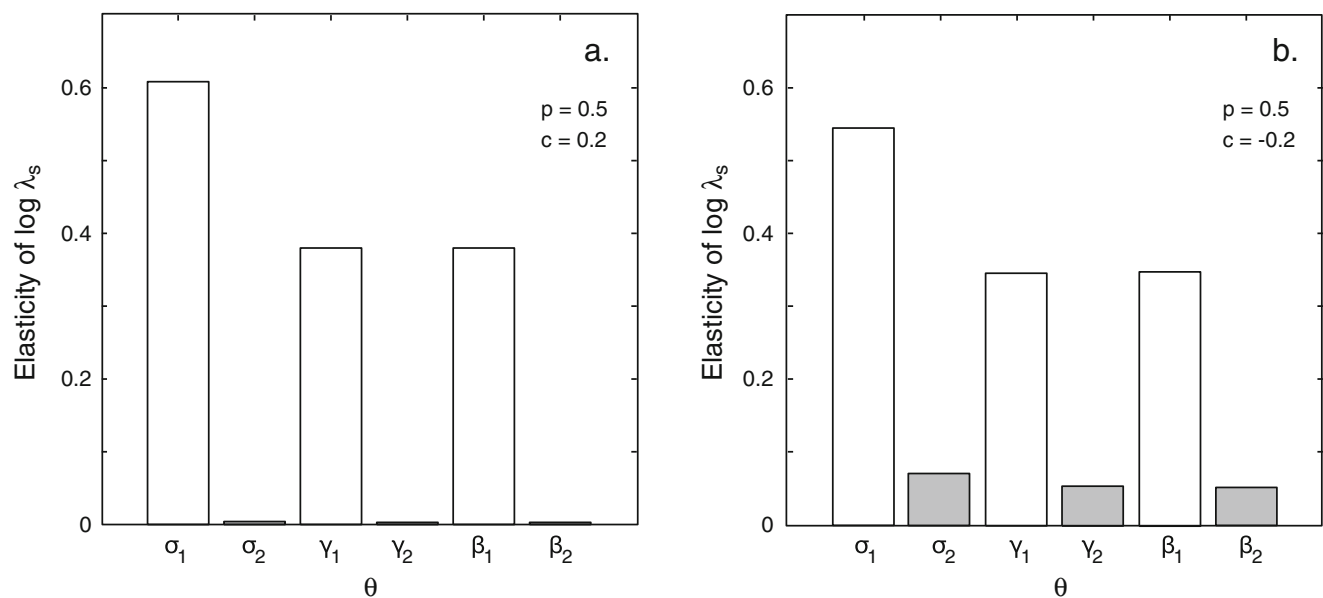 a.
p = 0.5
c = 0.2
Elasticity of log λs
0.6
0.4
0.2
0
σ1 σ2 γ1 γ2 β1 β2
θ
b.
p = 0.5
c = -0.2
Elasticity of log λs
0.6
0.4
0.2
0
σ1 σ2 γ1 γ2 β1 β2
θ